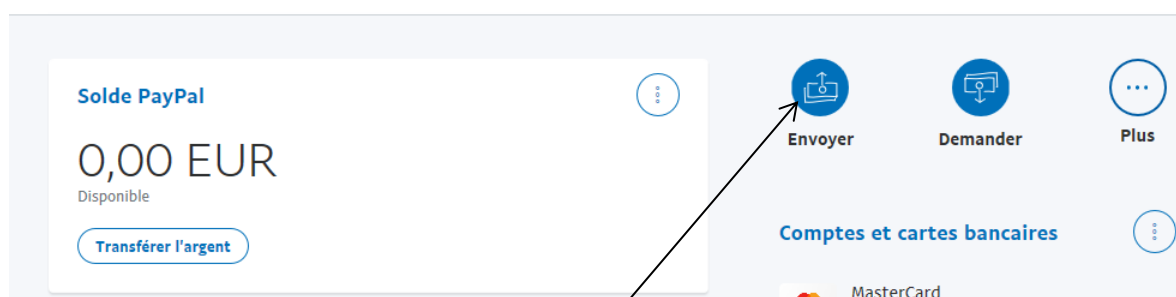 Solde PayPal
0,00 EUR
Disponible
Transférer l'argent
Envoyer
Demander
Plus
Comptes et cartes bancaires
MasterCard